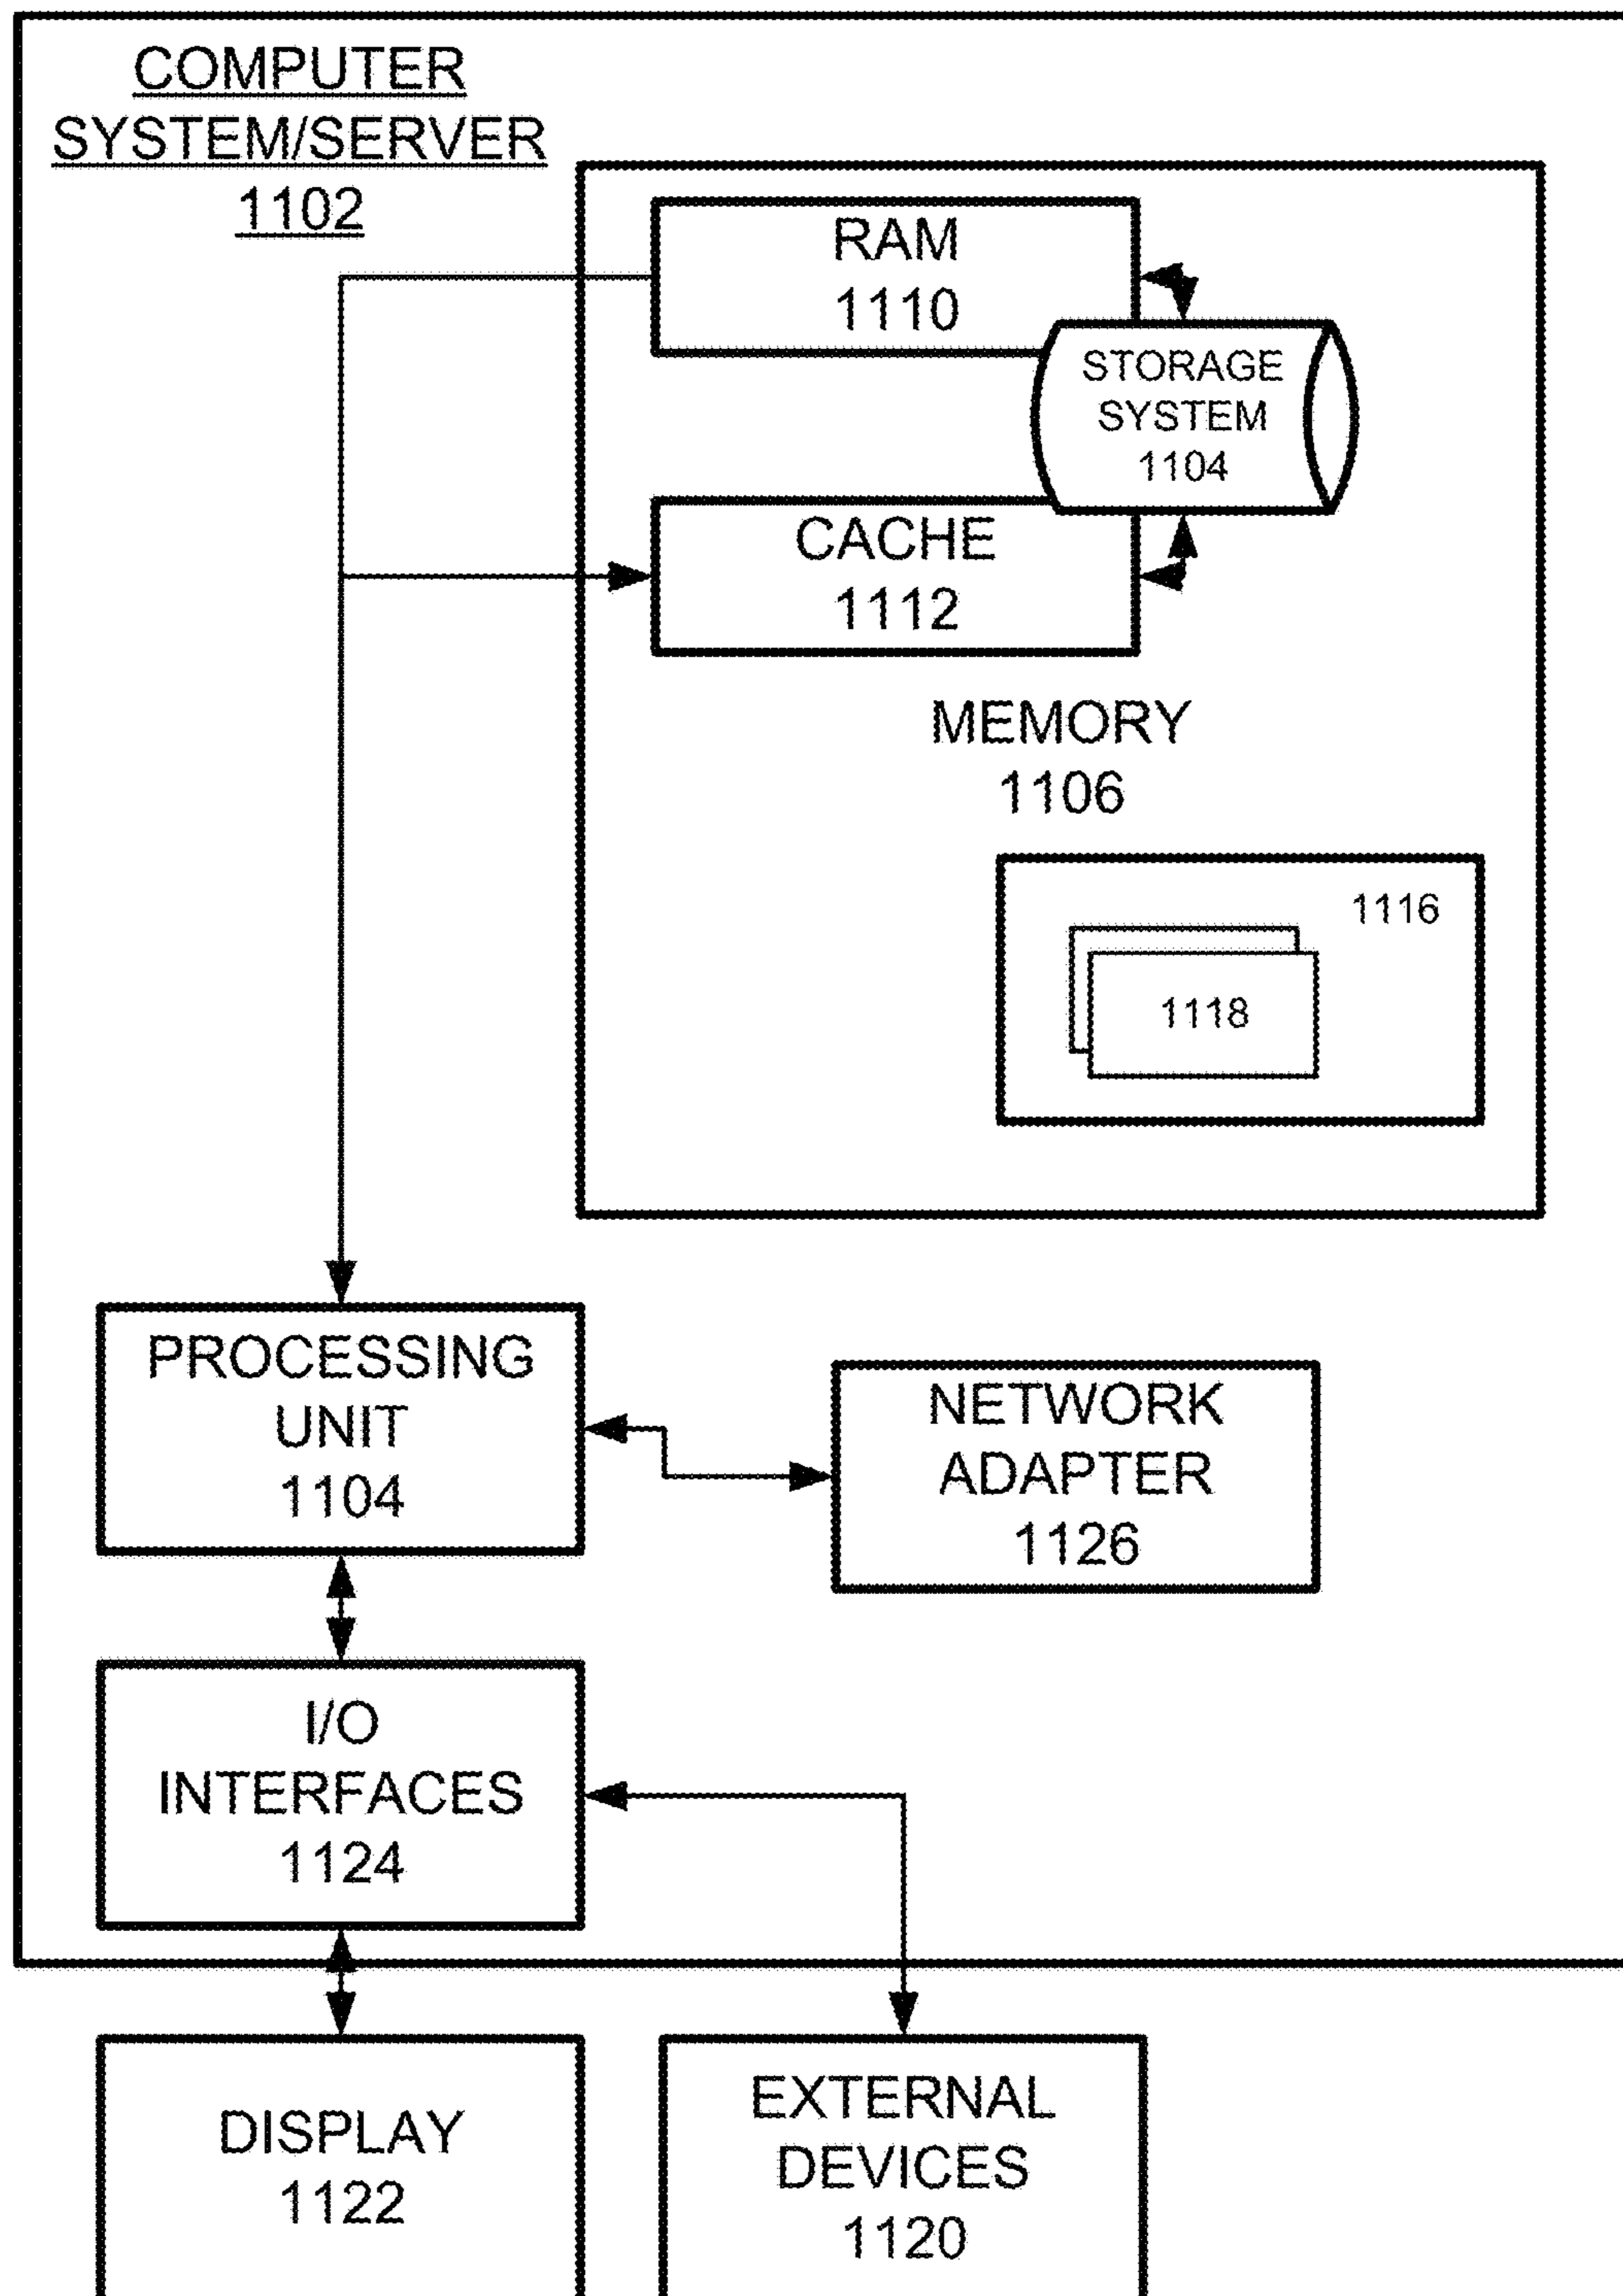 COMPUTER
SYSTEM/SERVER
1102
RAM
1110
STORAGE
SYSTEM
1104
CACHE
1112
MEMORY
1106
1116
1118
PROCESSING
UNIT
1104
NETWORK
ADAPTER
1126
I/O
INTERFACES
1124
DISPLAY
1122
EXTERNAL
DEVICES
1120